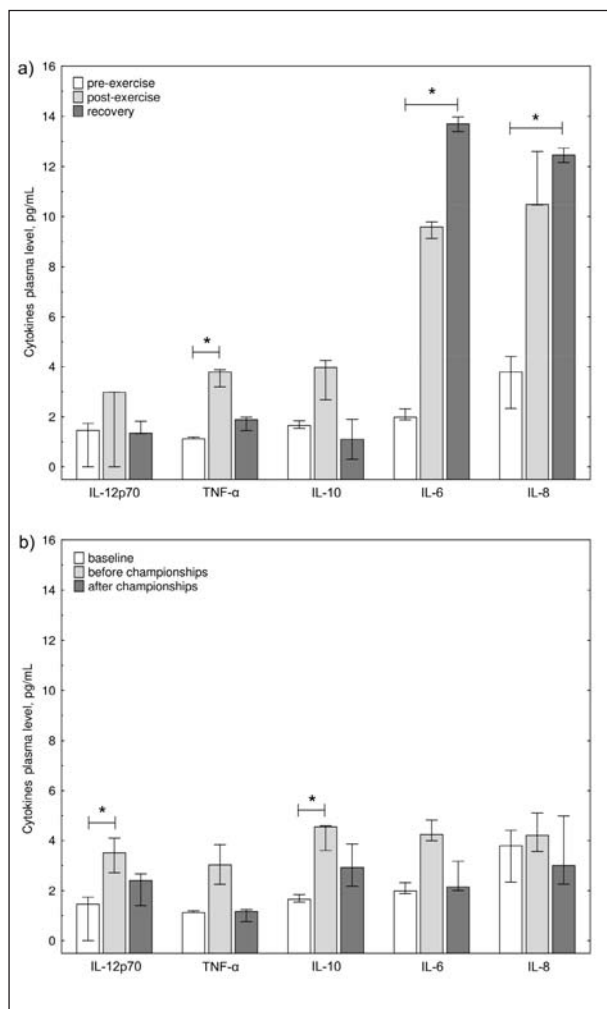 a)
16
pre-exercise
post-exercise
recovery
14
12
10
8
6
4
2
0
*
*
*
Cytokines plasma level, pg/mL
IL-12p70 TNF-α IL-10 IL-6 IL-8
b)
16
baseline
before championships
after championships
14
12
10
8
6
4
2
0
*
*
Cytokines plasma level, pg/mL
IL-12p70 TNF-α IL-10 IL-6 IL-8